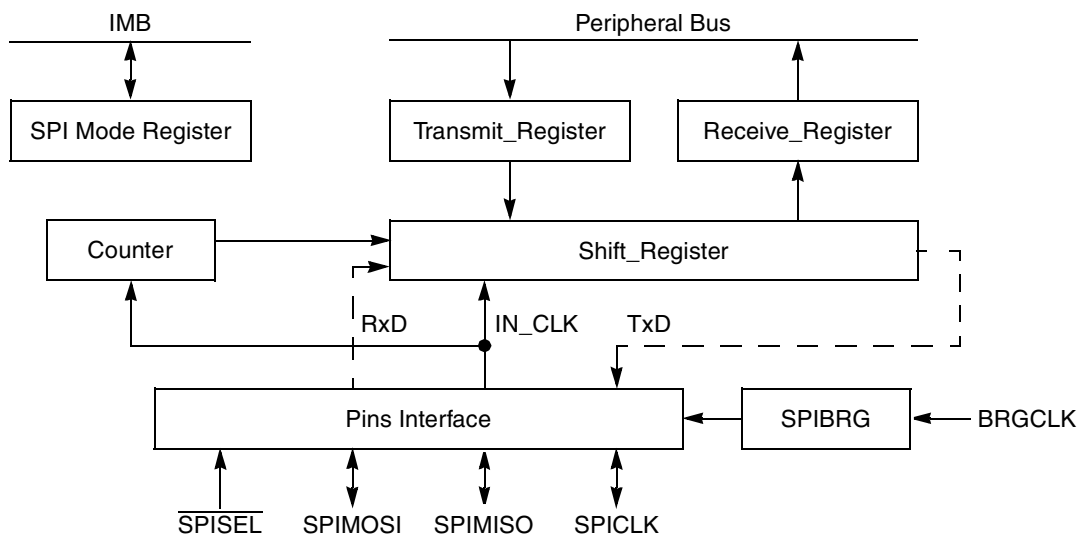 IMB
Peripheral Bus
SPI Mode Register
Transmit_Register
Receive_Register
Counter
Shift_Register
RxD
IN_CLK
TxD
Pins Interface
SPIBRG
BRGCLK
SPISEL
SPIMOSI
SPIMISO
SPICLK